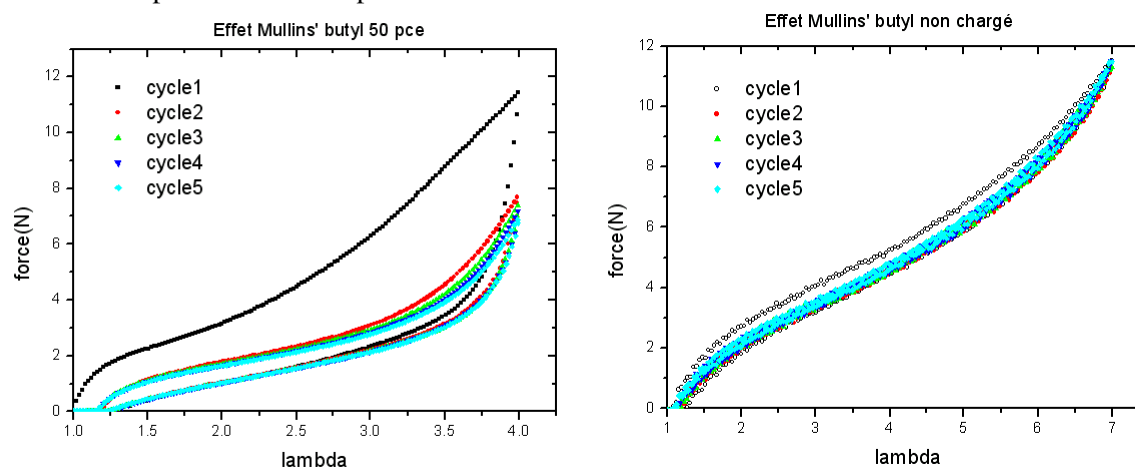 Effet Mullins' butyl 50 pce
12
10
8
6
4
2
0
force(N)
cycle1
cycle2
cycle3
cycle4
cycle5
1.0 1.5 2.0 2.5 3.0 3.5 4.0
lambda
Effet Mullins' butyl non chargé
12
10
8
6
4
2
0
force(N)
cycle1
cycle2
cycle3
cycle4
cycle5
1 2 3 4 5 6 7
lambda